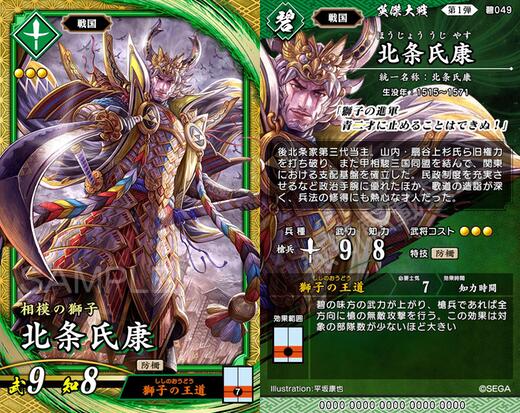 戦国
SAMPLE
相模の獅子
北条氏康
防柵
武9 知8
ししのおうどう
獅子の王道
7
碧
戦国
英傑大戦
第1弾
碧049
ほうじょううじやす
北条氏康
統一名称:北条氏康
生没年:1515~1571
「獅子の進軍
青二才に止めることはできぬ!」
後北条家第三代当主。山内・扇谷上杉氏ら旧権力
を打ち破り、また甲相駿三国同盟を結んで、関東
における支配基盤を確立した。民政制度を充実さ
せるなど政治手腕に優れたほか、歌道の造詣が深
く、兵法の修得にも熱心な才人だった。
兵種 武力 知力 武将コスト
槍兵 9 8 特技 防柵
ししのおうどう
獅子の王道
必要士気
7
効果時間
知力時間
効果範囲
碧の味方の武力が上がり、槍兵であれば全
方向に槍の無敵攻撃を行う。この効果は対
象の部隊数が少ないほど大きい
Illustration:平坂康也
©SEGA
0000-0000-0000-0000-0000